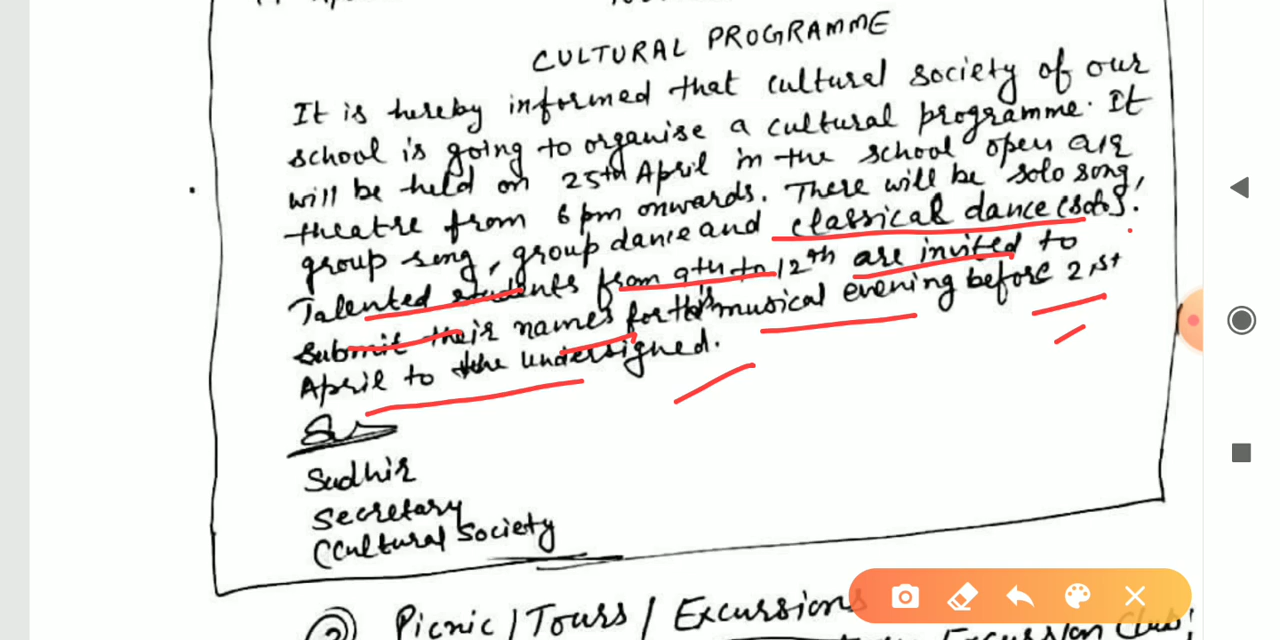 CULTURAL PROGRAMME
It is hereby informed that cultural society of our
school is going to organise a cultural programme. It
will be held on 25th April in the school open air
theatre from 6 pm onwards. There will be solo song,
group song, group dance and classical dance (solo).
Talented students from 9th to 12th are invited to
Submit their names for this musical evening before 21st
April to the Undersigned.
Sudhir
Secretary
(Cultural Society
② Picnic / Tours / Excursions
Excursion Club